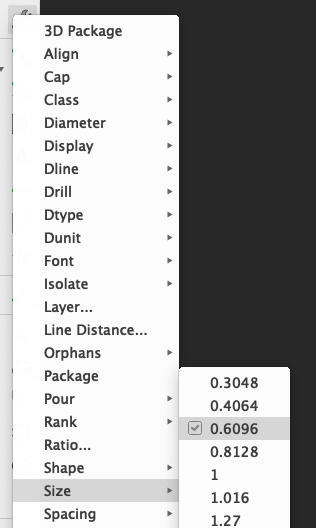 3D Package
Align
Cap
Class
Diameter
Display
Dline
Drill
Dtype
Dunit
Font
Isolate
Layer...
Line Distance...
Orphans
Package
Pour
Rank
Ratio...
Shape
Size
Spacing
0.3048
0.4064
0.6096
0.8128
1
1.016
1.27